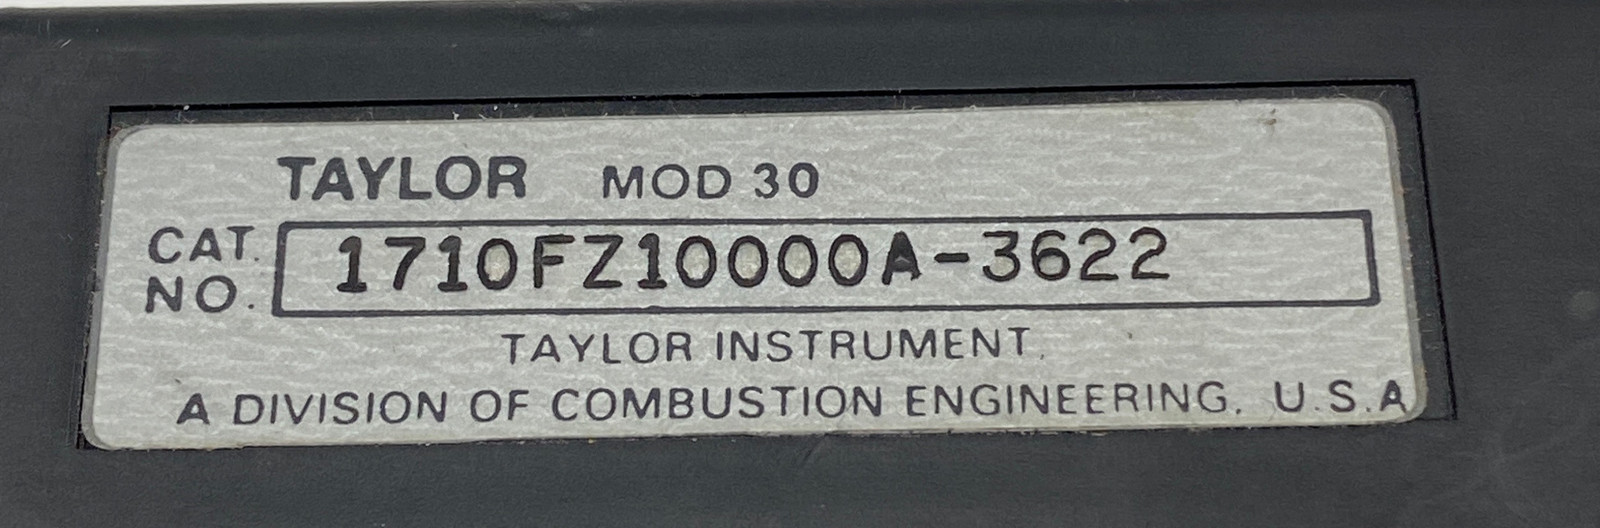 TAYLOR MOD 30
CAT. NO. 1710FZ10000A-3622
TAYLOR INSTRUMENT.
A DIVISION OF COMBUSTION ENGINEERING. U.S.A